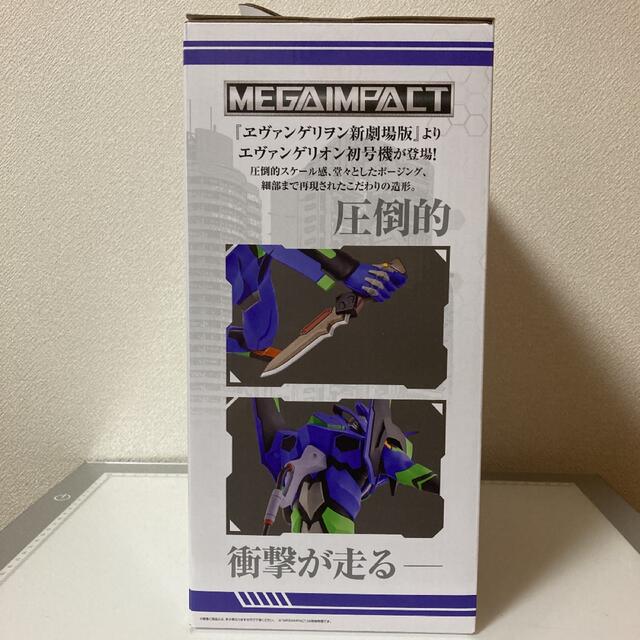 MEGAIMPACT
『ヱヴァンゲリヲン新劇場版』より
エヴァンゲリオン初号機が登場!
圧倒的スケール感、堂々としたポージング、
細部まで再現されたこだわりの造形。
圧倒的
衝撃が走る―